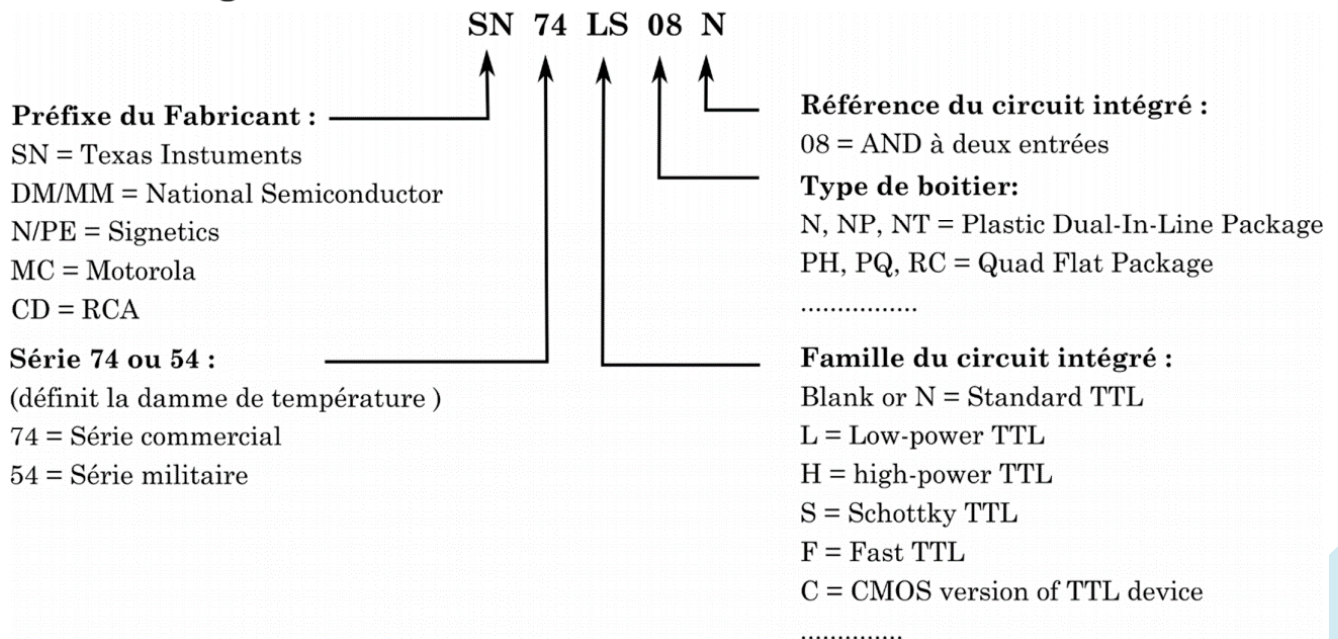 SN 74 LS 08 N
Préfixe du Fabricant :
SN = Texas Instuments
DM/MM = National Semiconductor
N/PE = Signetics
MC = Motorola
CD = RCA
Série 74 ou 54 :
(définit la damme de température )
74 = Série commercial
54 = Série militaire
Référence du circuit intégré :
08 = AND à deux entrées
Type de boitier:
N, NP, NT = Plastic Dual-In-Line Package
PH, PQ, RC = Quad Flat Package
................
Famille du circuit intégré :
Blank or N = Standard TTL
L = Low-power TTL
H = high-power TTL
S = Schottky TTL
F = Fast TTL
C = CMOS version of TTL device
..............